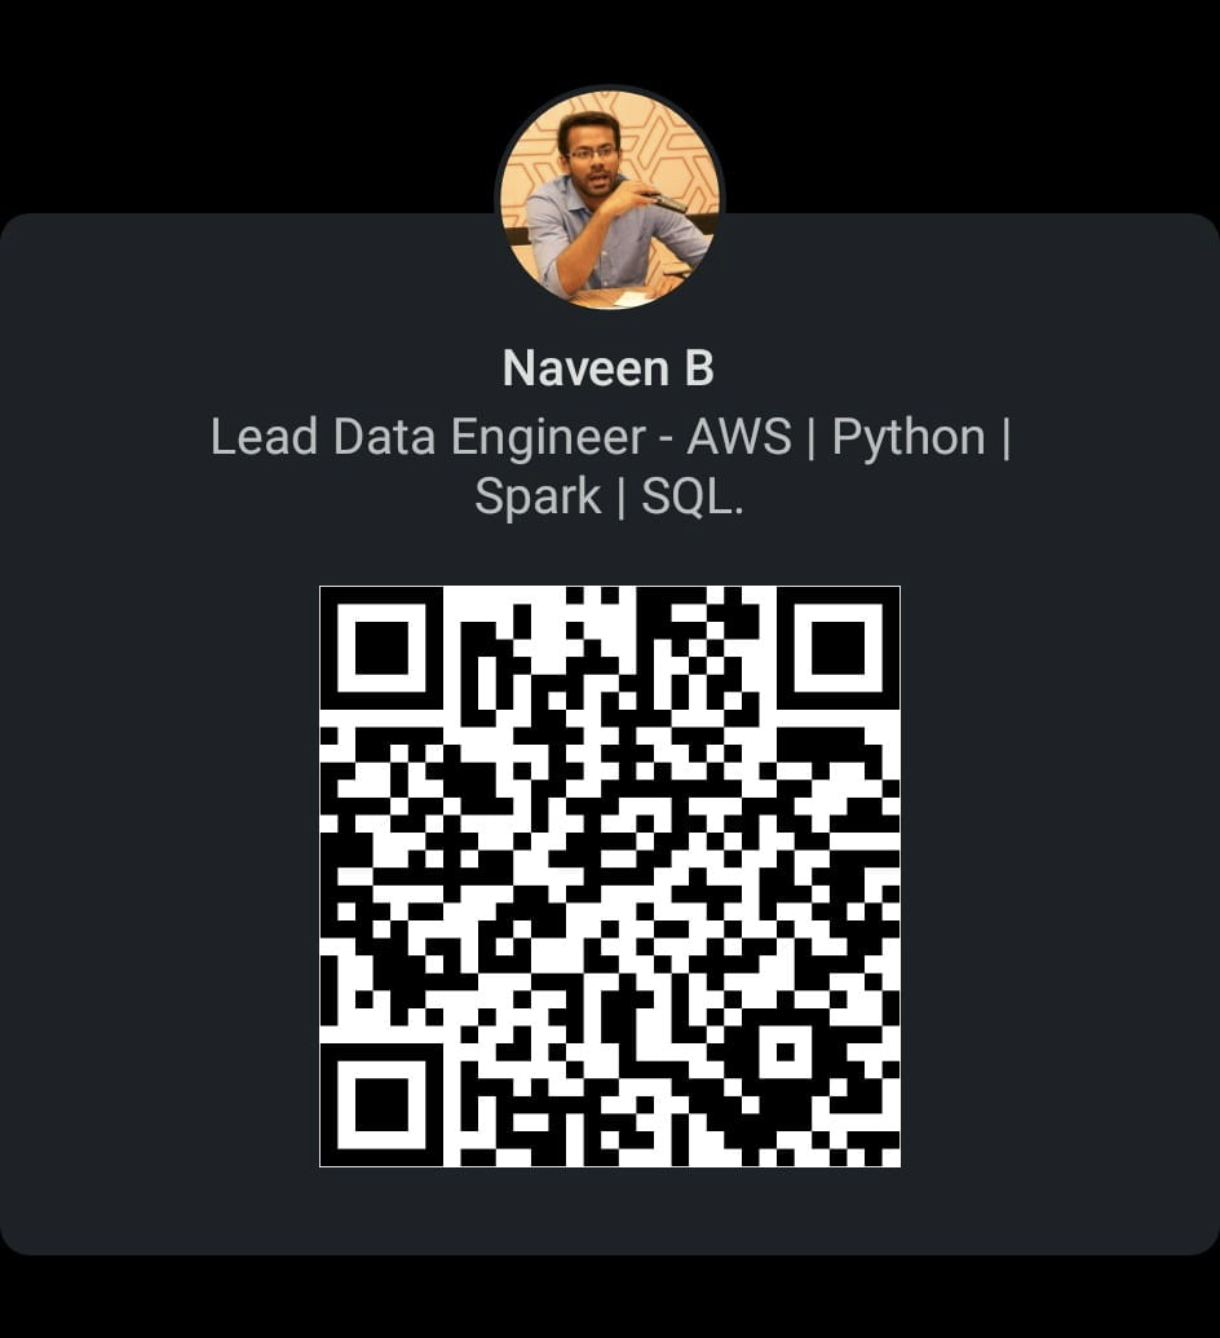 Naveen B
Lead Data Engineer - AWS | Python |
Spark | SQL.